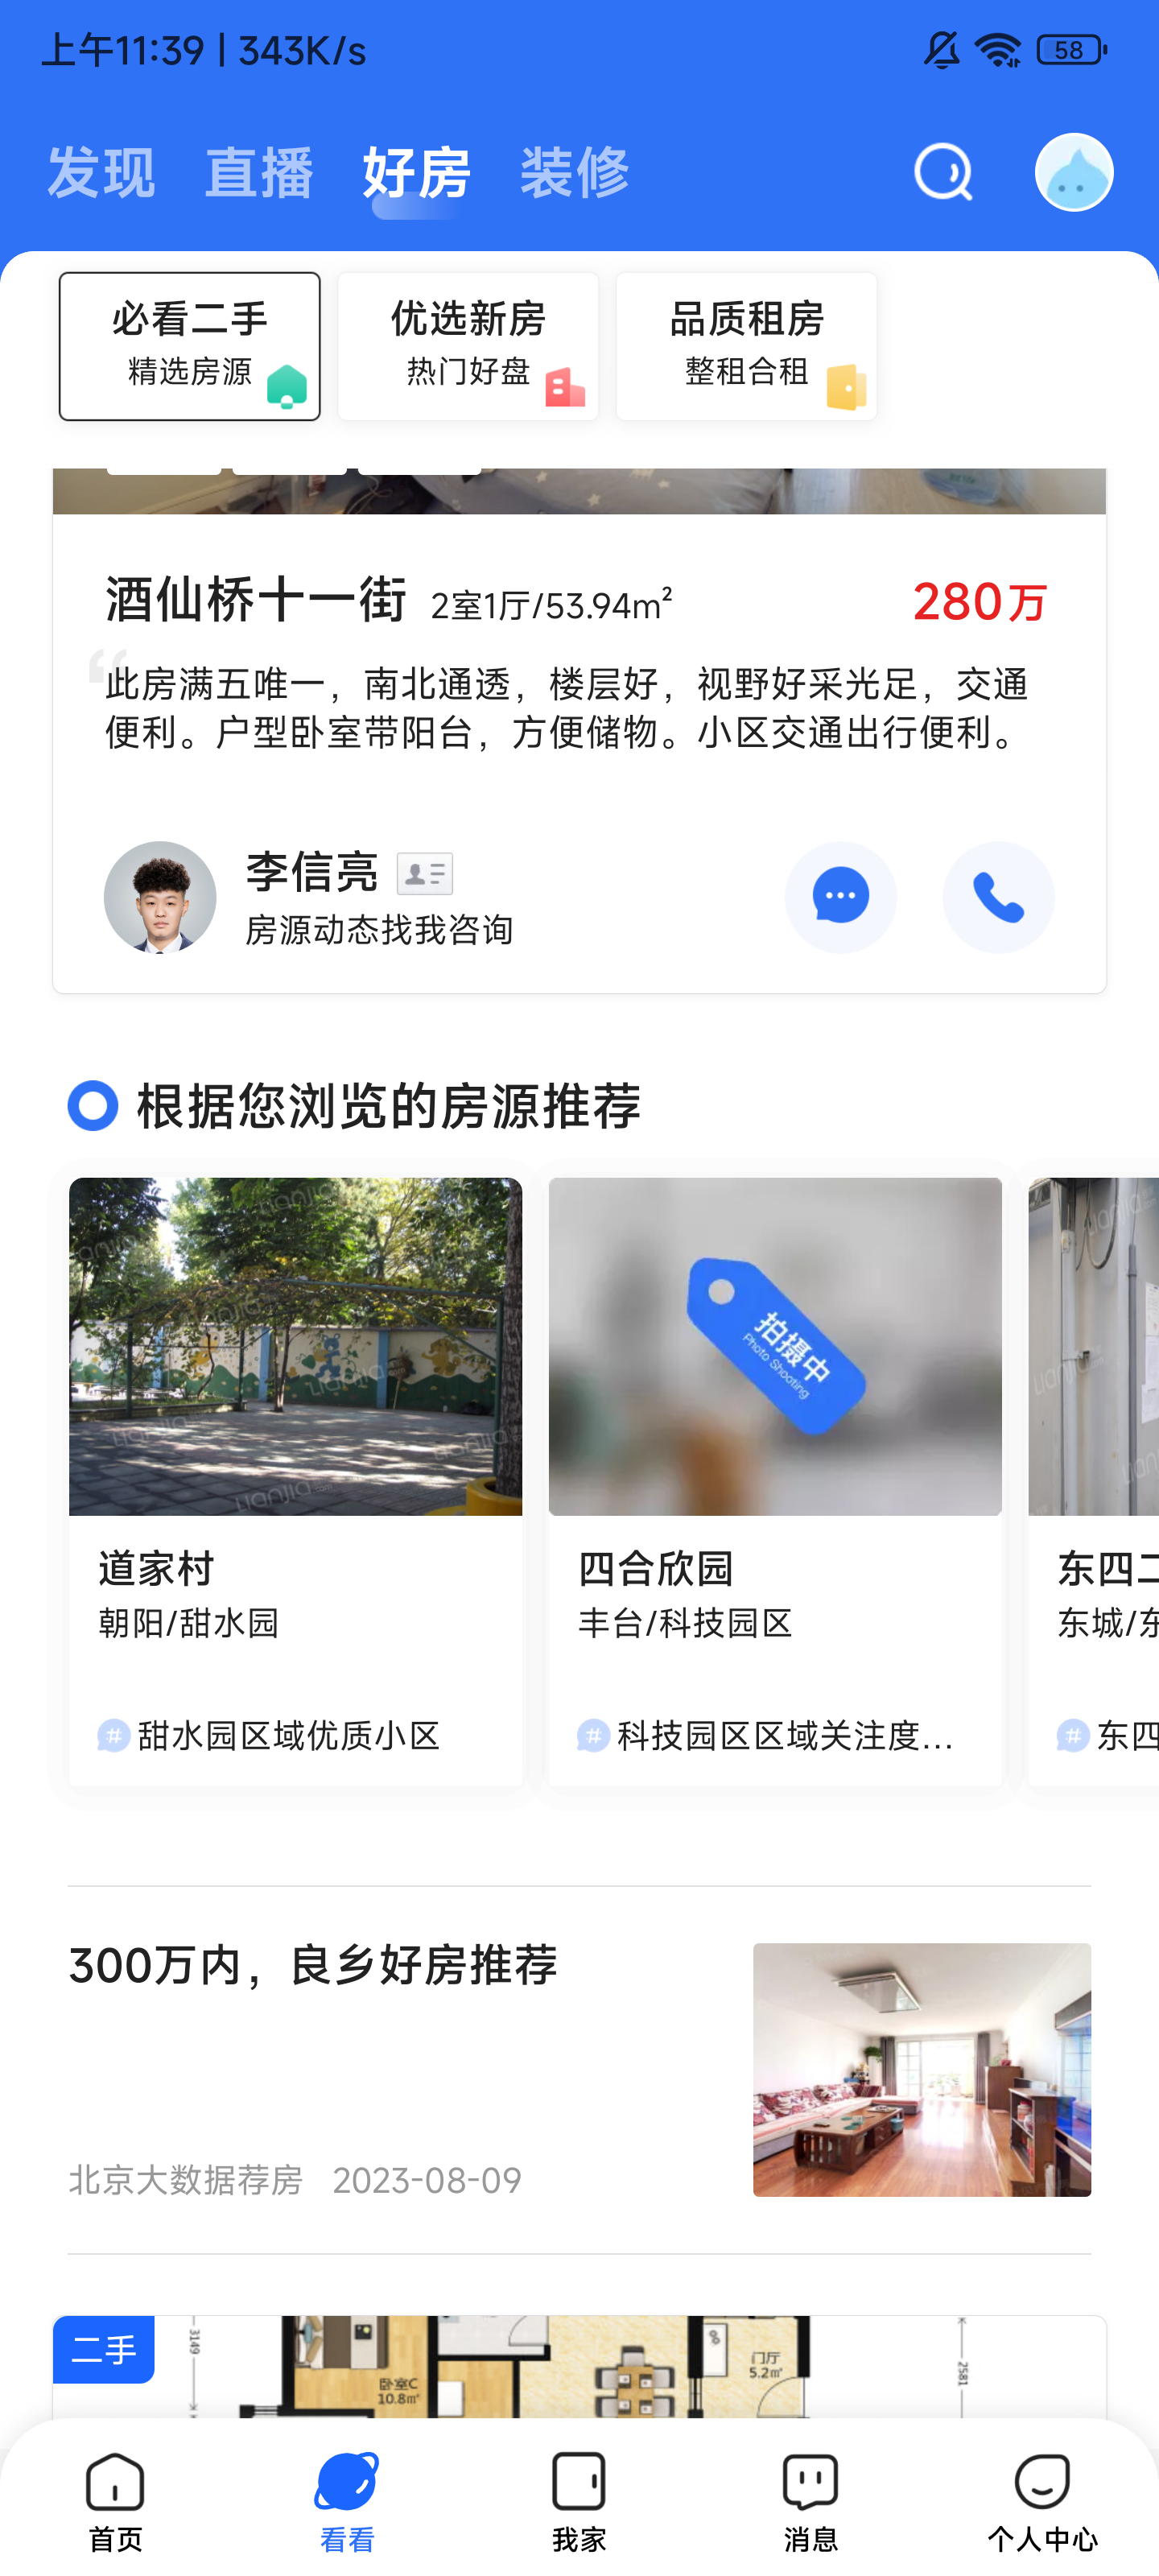 上午11:39 | 343K/s
58
发现 直播 好房 装修
必看二手 优选新房 品质租房
精选房源 热门好盘 整租合租
酒仙桥十一街 2室1厅/53.94m² 280万
此房满五唯一，南北通透，楼层好，视野好采光足，交通
便利。户型卧室带阳台，方便储物。小区交通出行便利。
李信亮
房源动态找我咨询
根据您浏览的房源推荐
lianjia
拍摄中
Photo Shooting
道家村 四合欣园 东四二
朝阳/甜水园 丰台/科技园区 东城/东
# 甜水园区域优质小区 # 科技园区区域关注度... # 东四
300万内，良乡好房推荐
北京大数据荐房 2023-08-09
二手
3149
卧室C
10.8㎡
门厅
5.2㎡
2581
首页 看看 我家 消息 个人中心